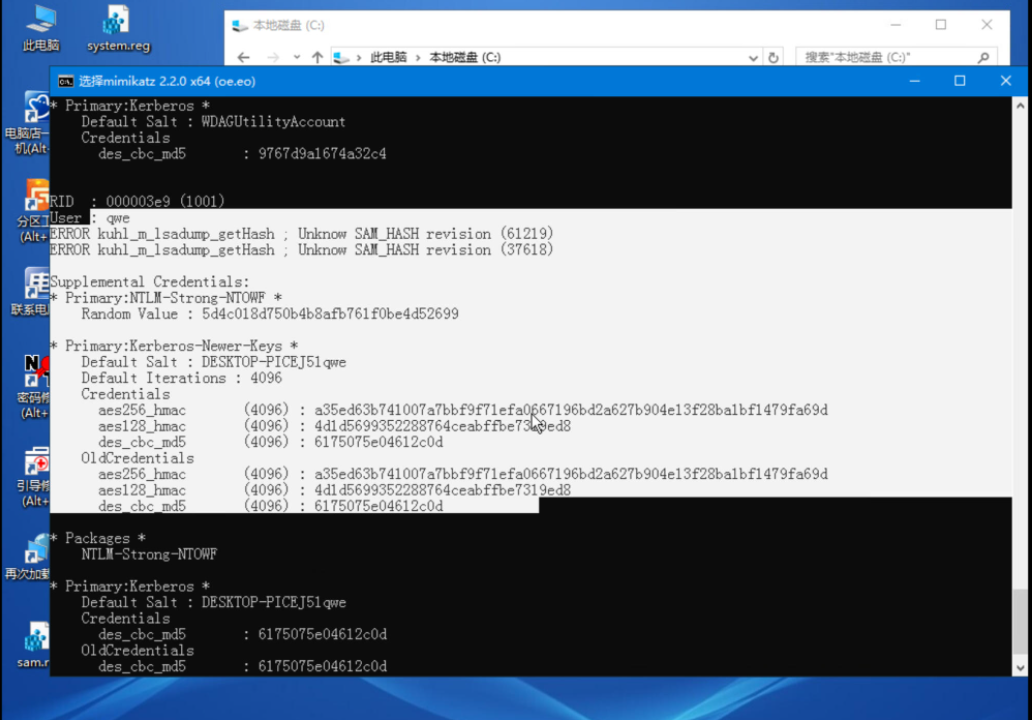 此电脑
system.reg
本地磁盘 (C:)
此电脑 › 本地磁盘 (C:)
搜索"本地磁盘 (C:)"
选择mimikatz 2.2.0 x64 (oe.eo)
* Primary:Kerberos *
Default Salt : WDAGUtilityAccount
Credentials
des_cbc_md5 : 9767d9a1674a32c4
RID : 000003e9 (1001)
User : qwe
ERROR kuhl_m_lsadump_getHash ; Unknow SAM_HASH revision (61219)
ERROR kuhl_m_lsadump_getHash ; Unknow SAM_HASH revision (37618)
Supplemental Credentials:
* Primary:NTLM-Strong-NTOWF *
Random Value : 5d4c018d750b4b8afb761f0be4d52699
* Primary:Kerberos-Newer-Keys *
Default Salt : DESKTOP-PICEJ51qwe
Default Iterations : 4096
Credentials
aes256_hmac (4096) : a35ed63b741007a7bbf9f71efa0667196bd2a627b904e13f28ba1bf1479fa69d
aes128_hmac (4096) : 4d1d5699352288764ceabffbe7319ed8
des_cbc_md5 (4096) : 6175075e04612c0d
OldCredentials
aes256_hmac (4096) : a35ed63b741007a7bbf9f71efa0667196bd2a627b904e13f28ba1bf1479fa69d
aes128_hmac (4096) : 4d1d5699352288764ceabffbe7319ed8
des_cbc_md5 (4096) : 6175075e04612c0d
* Packages *
NTLM-Strong-NTOWF
* Primary:Kerberos *
Default Salt : DESKTOP-PICEJ51qwe
Credentials
des_cbc_md5 : 6175075e04612c0d
OldCredentials
des_cbc_md5 : 6175075e04612c0d
电脑店一
机(Alt
分区工
(Alt+
联系电
密码修
(Alt+
引导修
(Alt+
再次加载
sam.r